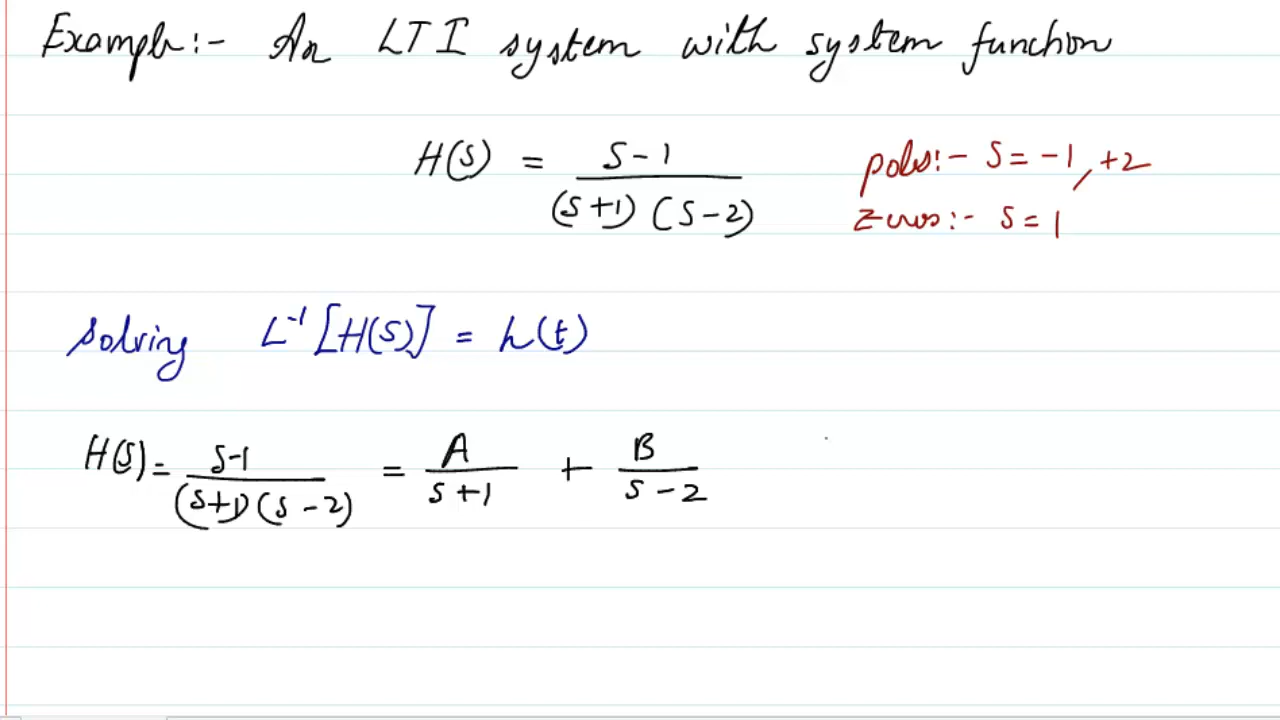 Example:- An LTI system with system function
H(S) = S-1 / (S+1) (S-2)
poles:- S = -1, +2
Zeros:- S = 1
Solving L⁻¹ [H(S)] = h(t)
H(S) = S-1 / (S+1)(S-2) = A / S+1 + B / S-2